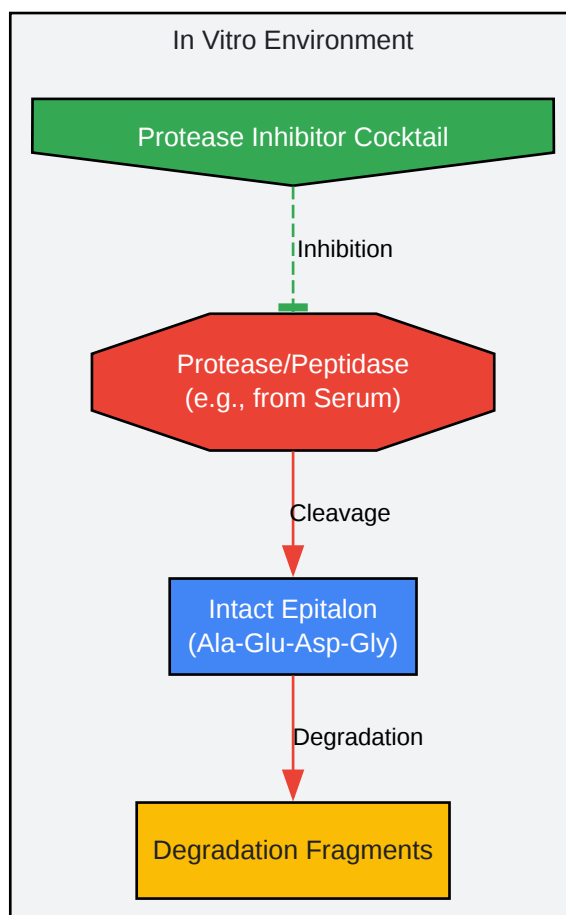 In Vitro Environment
Protease Inhibitor Cocktail
Inhibition
Protease/Peptidase
(e.g., from Serum)
Cleavage
Intact Epitalon
(Ala-Glu-Asp-Gly)
Degradation
Degradation Fragments